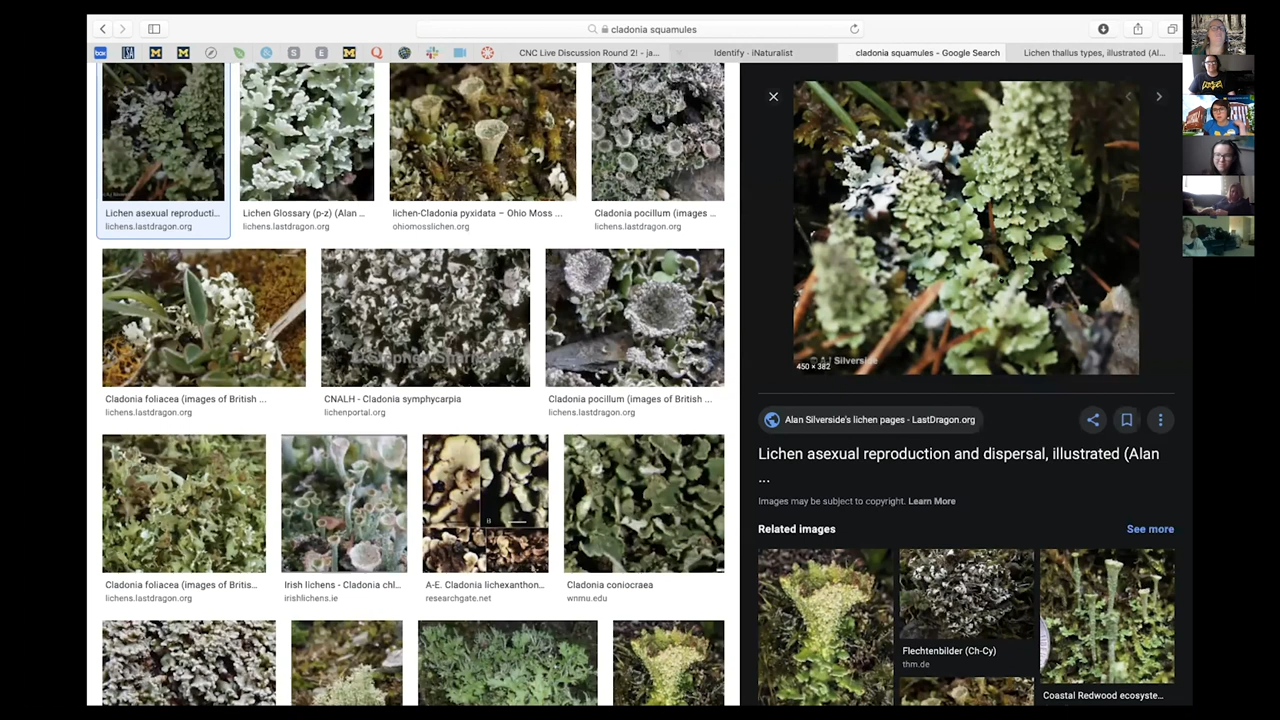 cladonia squamules
CNC Live Discussion Round 2! - ja...
Identify - iNaturalist
cladonia squamules - Google Search
Lichen thallus types, illustrated (Al...
Lichen asexual reproducti...
lichens.lastdragon.org
Lichen Glossary (p-z) (Alan ...
lichens.lastdragon.org
lichen-Cladonia pyxidata – Ohio Moss ...
ohiomosslichen.org
Cladonia pocillum (images ...
lichens.lastdragon.org
Cladonia foliacea (images of British ...
lichens.lastdragon.org
CNALH - Cladonia symphycarpia
lichenportal.org
Cladonia pocillum (images of British ...
lichens.lastdragon.org
Cladonia foliacea (images of Britis...
lichens.lastdragon.org
Irish lichens - Cladonia chl...
irishlichens.ie
A-E. Cladonia lichexanthon...
researchgate.net
Cladonia coniocraea
wnmu.edu
© A J Silverside
450 × 382
Alan Silverside's lichen pages - LastDragon.org
Lichen asexual reproduction and dispersal, illustrated (Alan
...
Images may be subject to copyright. Learn More
Related images
See more
Flechtenbilder (Ch-Cy)
thm.de
Coastal Redwood ecosyste...